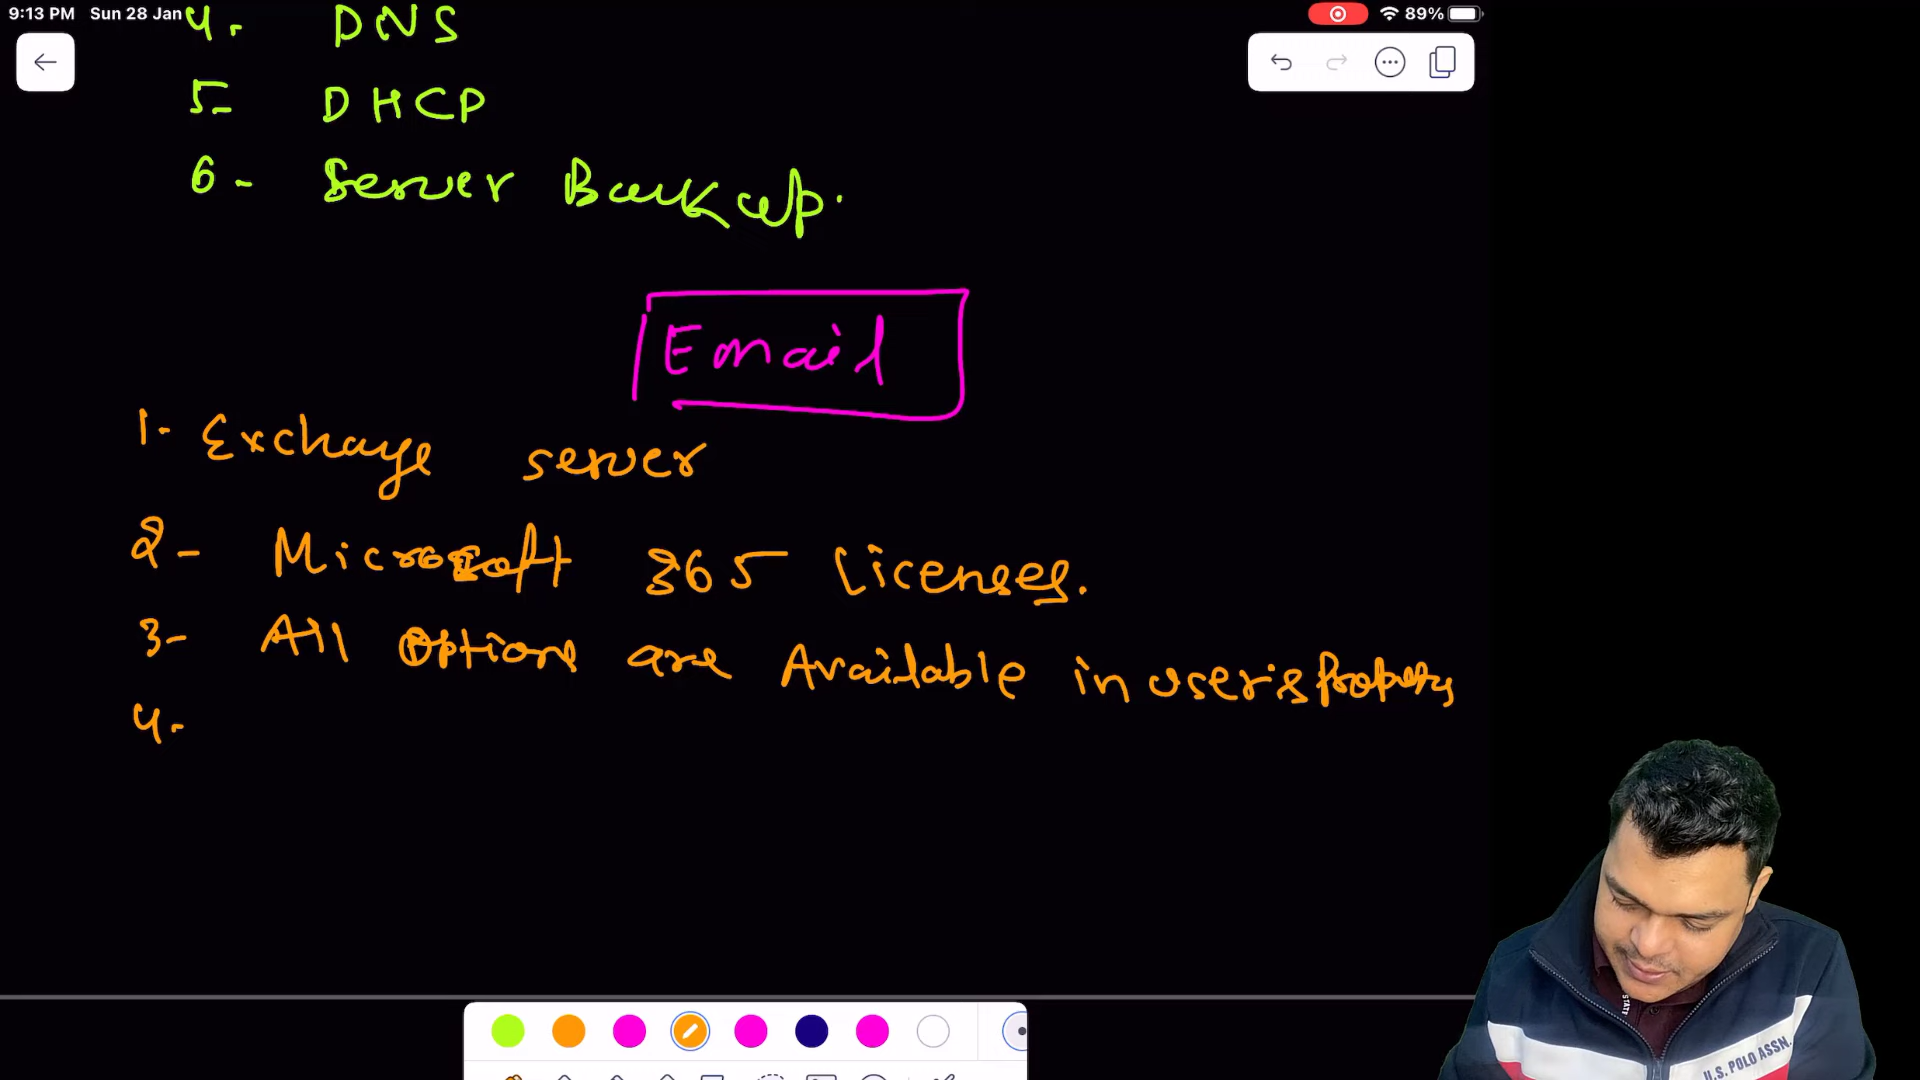 9:13 PM Sun 28 Jan
89%
4. DNS
5- DHCP
6- Server Backup.
Email
1- Exchange server
2- Microsoft 365 Licenses.
3- All Options are Available in user's Property
4.
U.S. POLO ASSN.